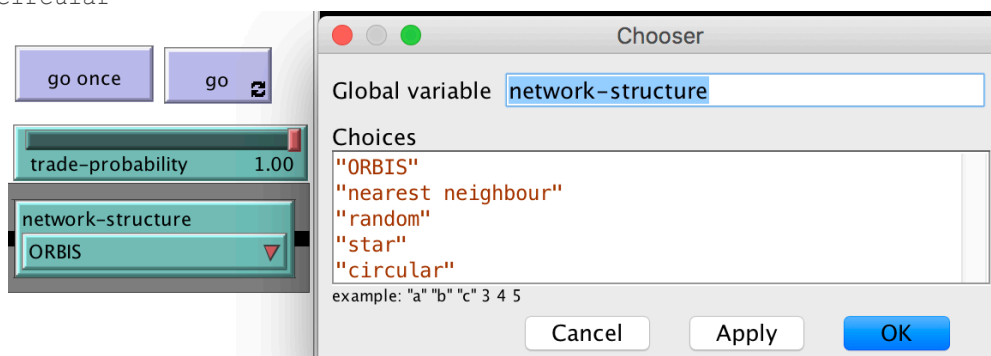 circular
go once
go
trade-probability 1.00
network-structure
ORBIS
Chooser
Global variable network-structure
Choices
"ORBIS"
"nearest neighbour"
"random"
"star"
"circular"
example: "a" "b" "c" 3 4 5
Cancel Apply OK